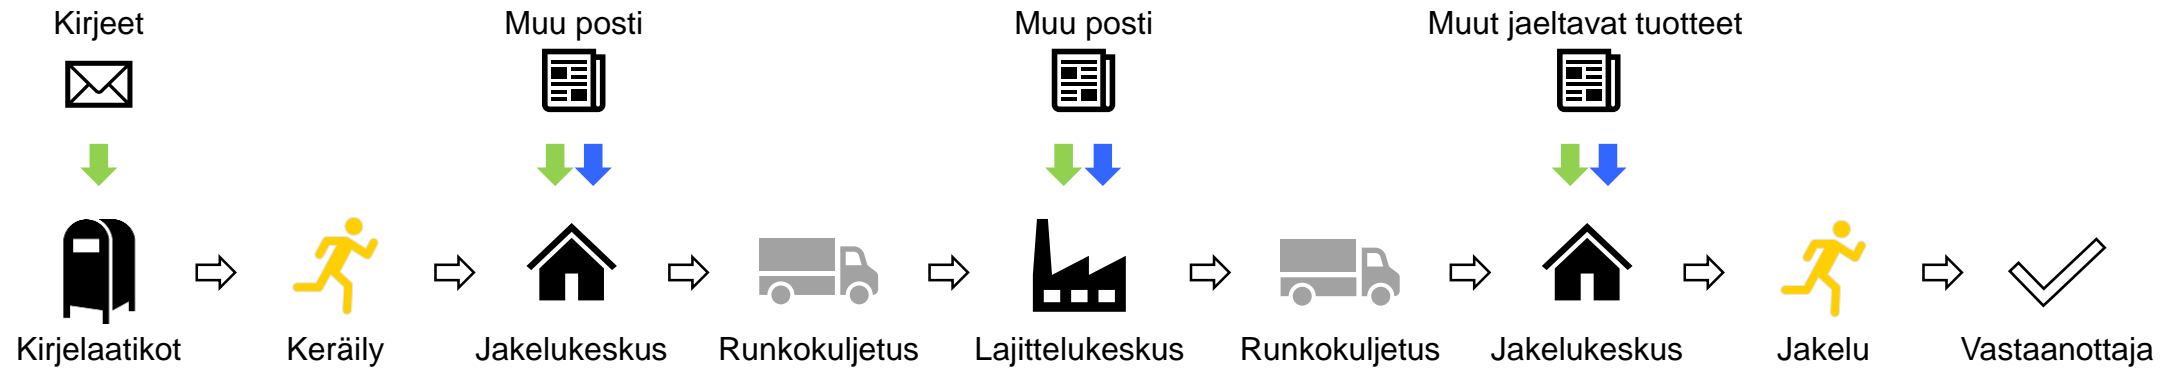 Kirjeet
Muu posti
Muu posti
Muut jaeltavat tuotteet
Kirjelaatikot
Keräily
Jakelukeskus
Runkokuljetus
Lajittelukeskus
Runkokuljetus
Jakelukeskus
Jakelu
Vastaanottaja